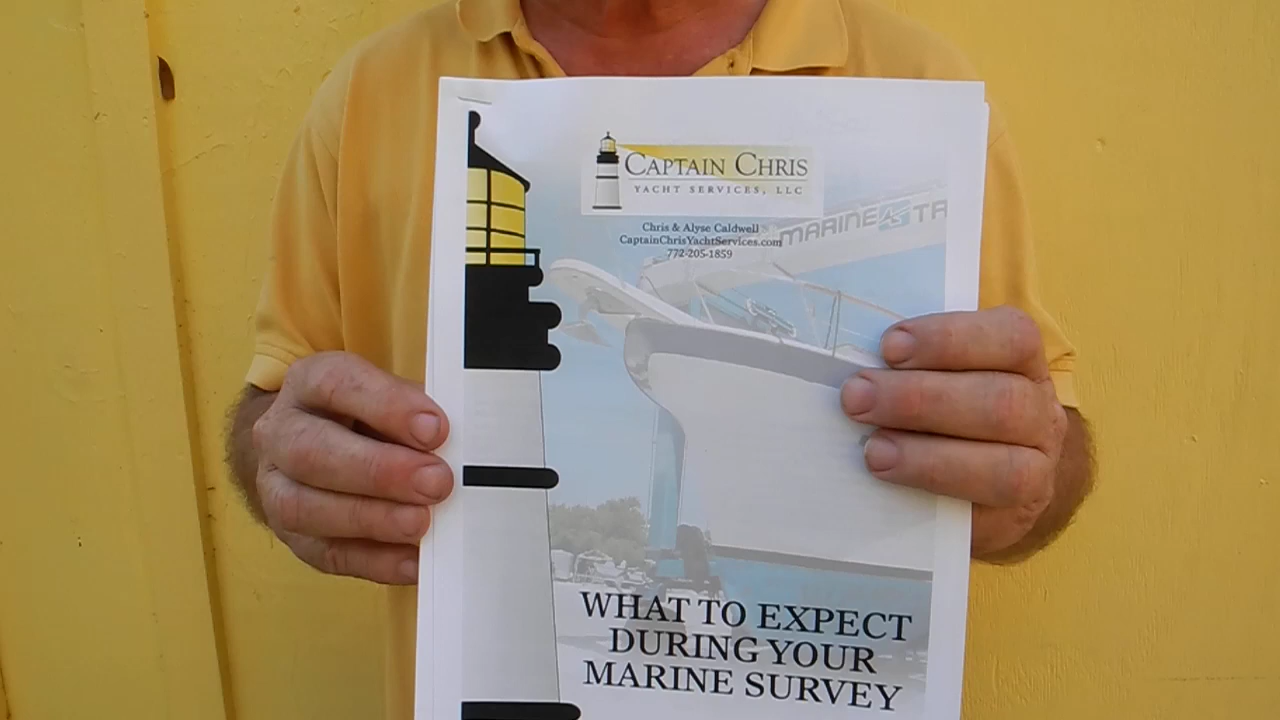 CAPTAIN CHRIS
YACHT SERVICES, LLC
Chris & Alyse Caldwell
CaptainChrisYachtServices.com
772-205-1859
MARINE TR
WHAT TO EXPECT
DURING YOUR
MARINE SURVEY